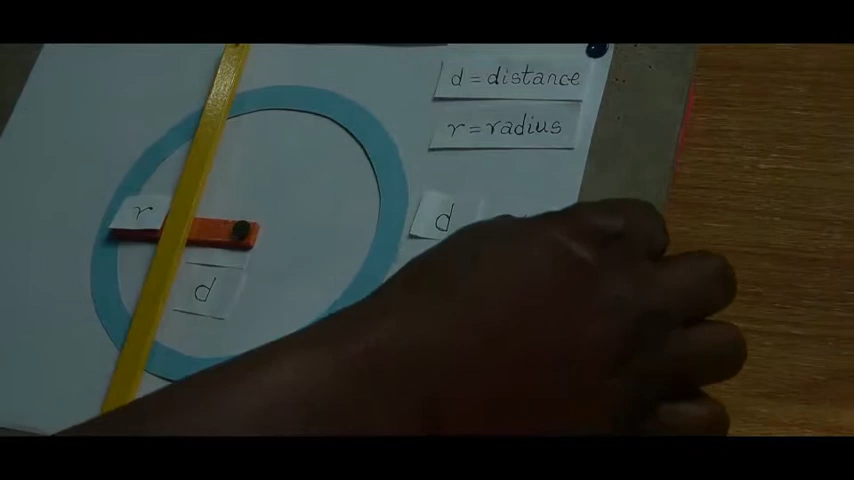 d = distance
r = radius
r
d
d